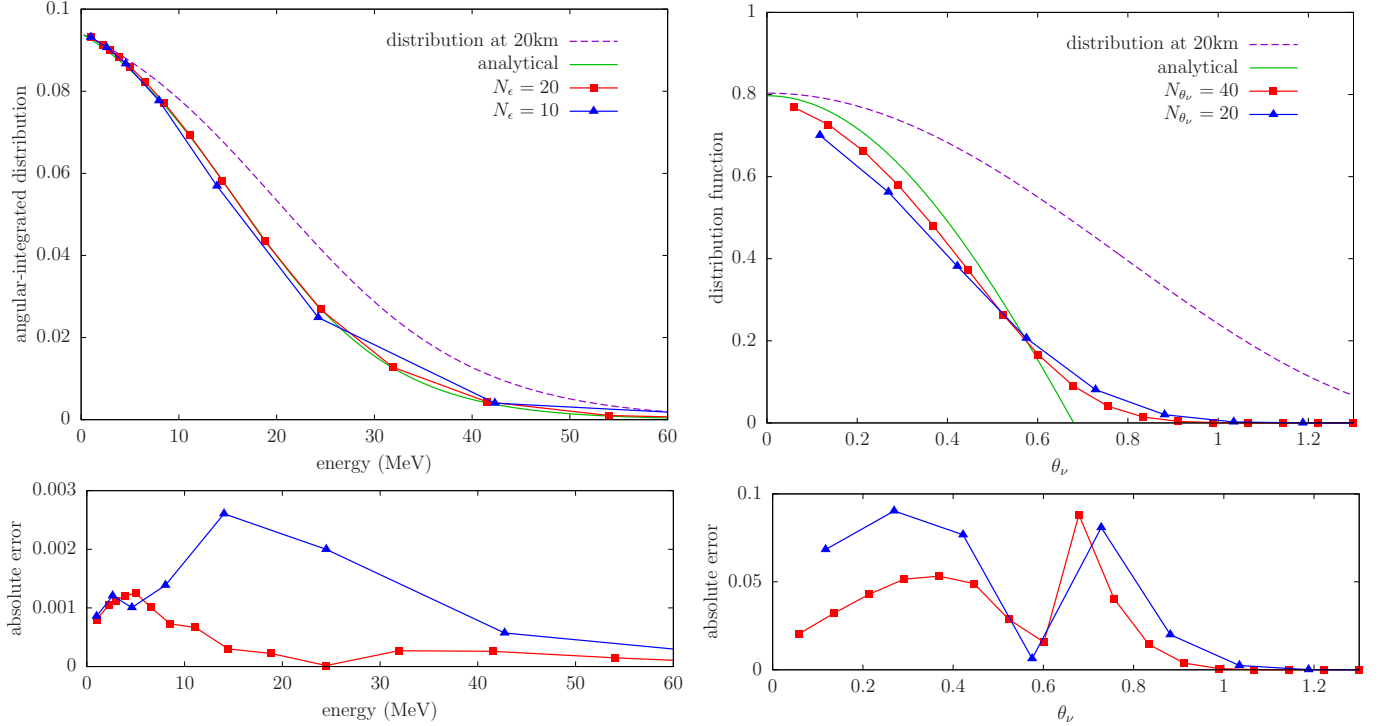 angular-integrated distribution
0.1
0.08
0.06
0.04
0.02
0
0
10
20
30
40
50
60
energy (MeV)
distribution at 20km
analytical
N_ϵ = 20
N_ϵ = 10
distribution function
1
0.8
0.6
0.4
0.2
0
0
0.2
0.4
0.6
0.8
1
1.2
θ_ν
distribution at 20km
analytical
N_θ_ν = 40
N_θ_ν = 20
absolute error
0.003
0.002
0.001
0
0
10
20
30
40
50
60
energy (MeV)
absolute error
0.1
0.05
0
0
0.2
0.4
0.6
0.8
1
1.2
θ_ν